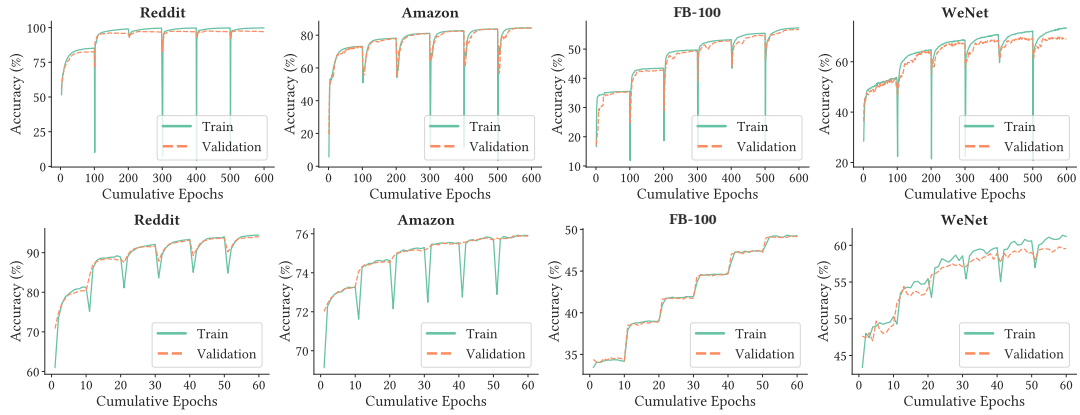 Reddit
Accuracy (%)
100
75
50
25
0
Train
Validation
0 100 200 300 400 500 600
Cumulative Epochs
Amazon
Accuracy (%)
80
60
40
20
0
Train
Validation
0 100 200 300 400 500 600
Cumulative Epochs
FB-100
Accuracy (%)
50
40
30
20
10
Train
Validation
0 100 200 300 400 500 600
Cumulative Epochs
WeNet
Accuracy (%)
60
40
20
Train
Validation
0 100 200 300 400 500 600
Cumulative Epochs
Reddit
Accuracy (%)
90
80
70
60
Train
Validation
0 10 20 30 40 50 60
Cumulative Epochs
Amazon
Accuracy (%)
76
74
72
70
Train
Validation
0 10 20 30 40 50 60
Cumulative Epochs
FB-100
Accuracy (%)
50
45
40
35
Train
Validation
0 10 20 30 40 50 60
Cumulative Epochs
WeNet
Accuracy (%)
60
55
50
45
Train
Validation
0 10 20 30 40 50 60
Cumulative Epochs